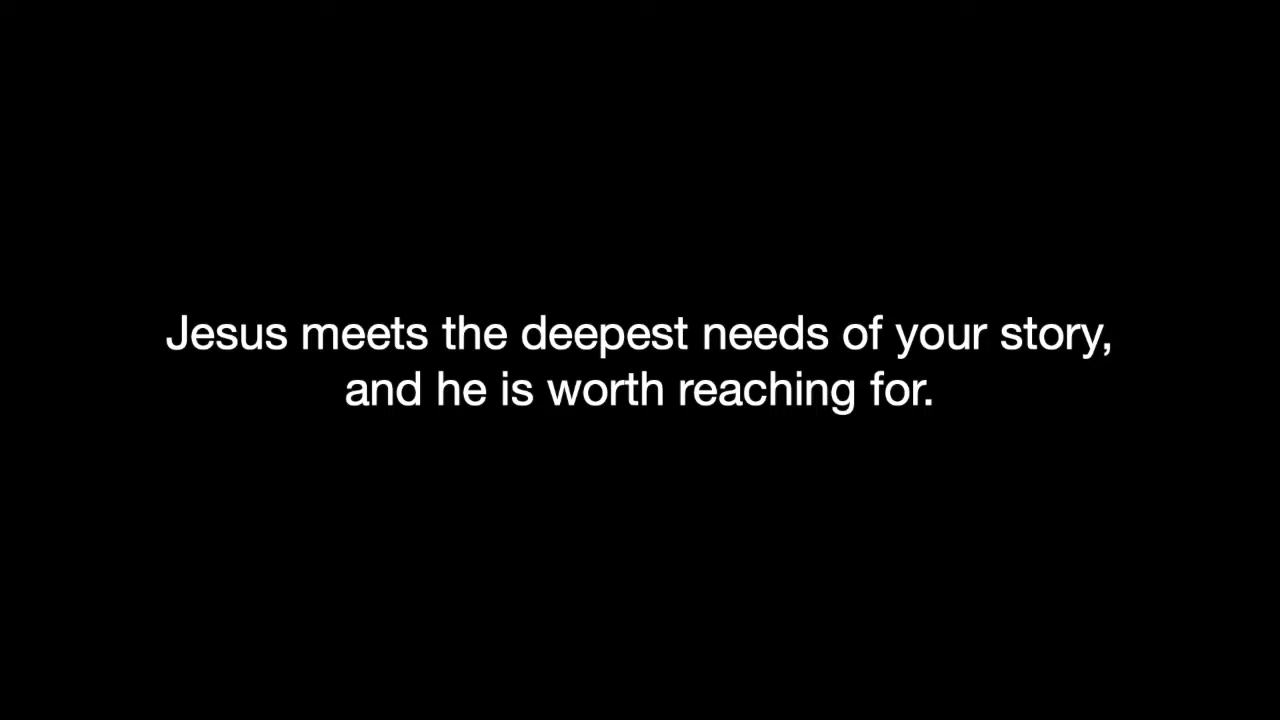 Jesus meets the deepest needs of your story,
and he is worth reaching for.